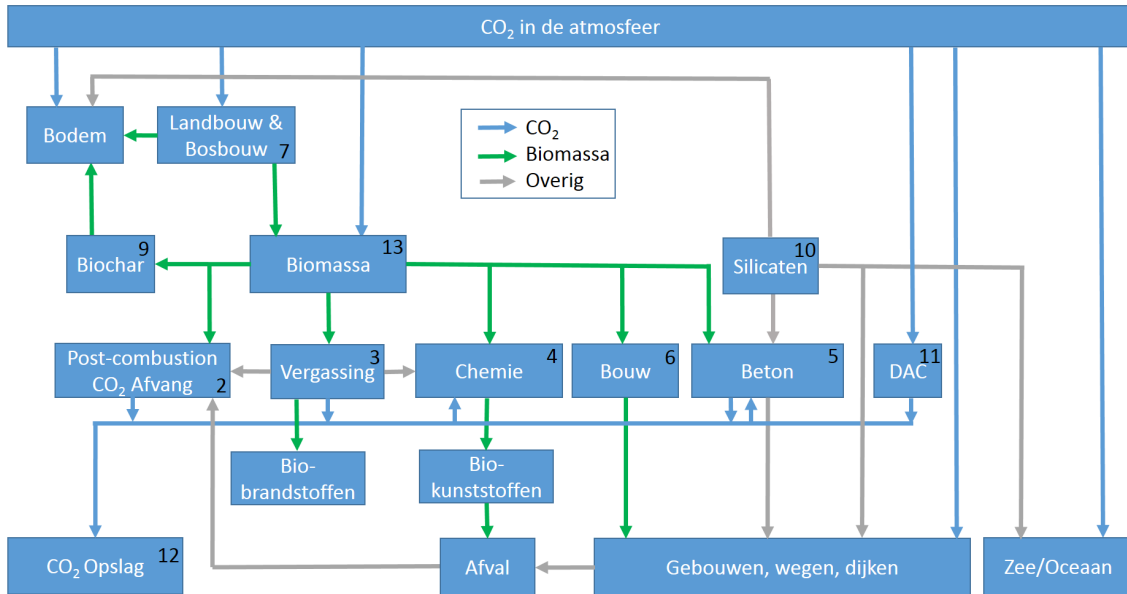 CO₂ in de atmosfeer
Bodem
Landbouw &
Bosbouw
7
CO₂
Biomassa
Overig
Biochar
9
Biomassa
13
Silicaten
10
Post-combustion
CO₂ Afvang
2
Vergassing
3
Chemie
4
Bouw
6
Beton
5
DAC
11
Bio-
brandstoffen
Bio-
kunststoffen
CO₂ Opslag
12
Afval
Gebouwen, wegen, dijken
Zee/Oceaan